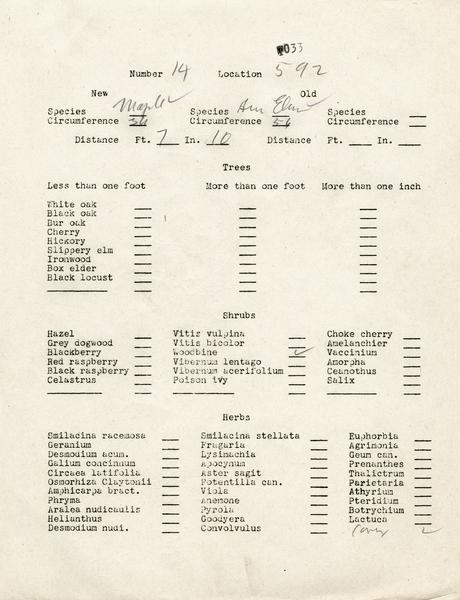 033
Number 14 Location 592
New Old
Species Maple Species Am Elm Species
Circumference 36 Circumference 56 Circumference
Distance Ft. 7 In. 10 Distance Ft. In.
Trees
Less than one foot More than one foot More than one inch
White oak
Black oak
Bur oak
Cherry
Hickory
Slippery elm
Ironwood
Box elder
Black locust
Shrubs
Hazel Vitis vulpina Choke cherry
Grey dogwood Vitis bicolor Amelanchier
Blackberry Woodbine ✓ Vaccinium
Red raspberry Vibernum lentago Amorpha
Black raspberry Vibernum acerifolium Ceanothus
Celastrus Poison ivy Salix
Herbs
Smilacina racemosa Smilacina stellata Euphorbia
Geranium Fragaria Agrimonia
Desmodium acum. Lysimachia Geum can.
Galium concinnum Apocynum Prenanthes
Circaea latifolia Aster sagit Thalictrum
Osmorhiza Claytonii Potentilla can. Parietaria
Amphicarpa bract. Viola Athyrium
Phryma Anemone Pteridium
Aralea nudicaulis Pyrola Botrychium
Helianthus Goodyera Lactuca
Desmodium nudi. Convolvulus Carex